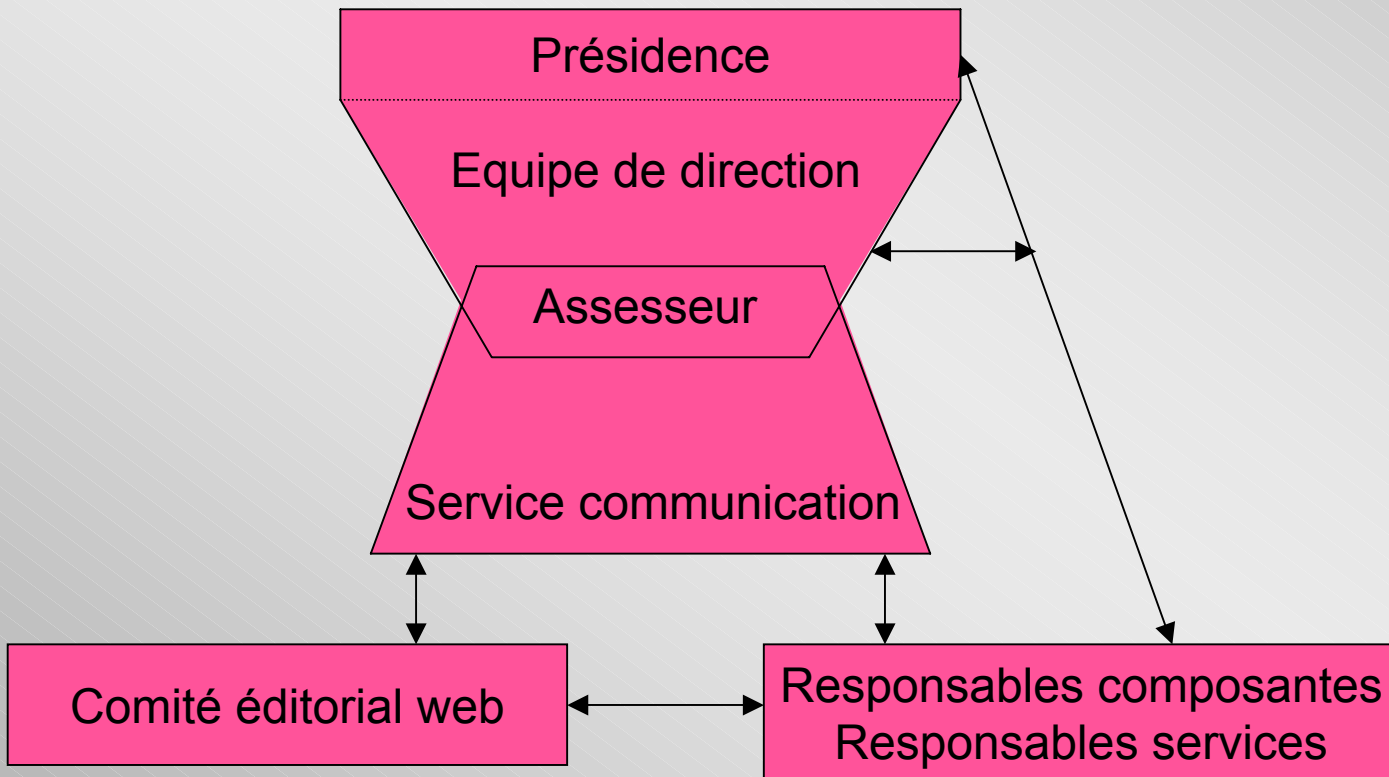 Présidence
Equipe de direction
Assesseur
Service communication
Comité éditorial web
Responsables composantes
Responsables services